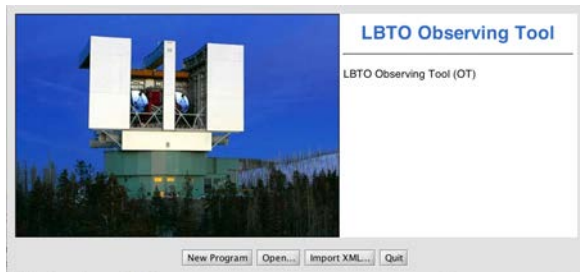 LBTO Observing Tool
LBTO Observing Tool (OT)
New Program Open... Import XML... Quit